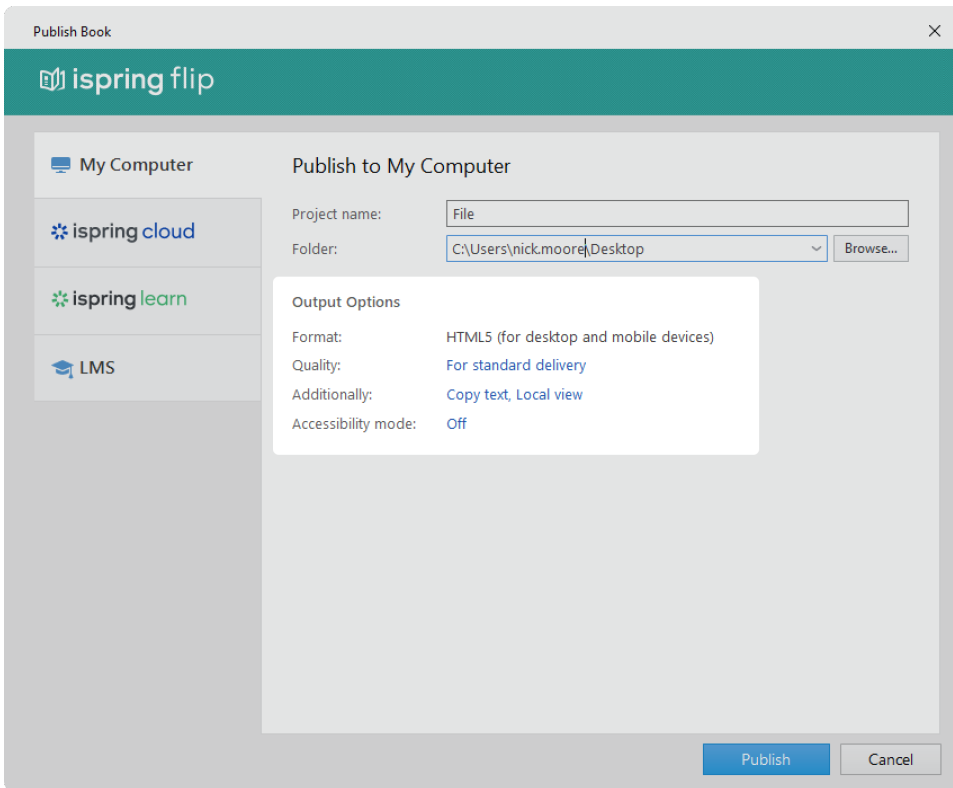 Publish Book
ispring flip
My Computer
ispring cloud
ispring learn
LMS
Publish to My Computer
Project name: File
Folder: C:\Users\nick.moore\Desktop Browse...
Output Options
Format: HTML5 (for desktop and mobile devices)
Quality: For standard delivery
Additionally: Copy text, Local view
Accessibility mode: Off
Publish Cancel